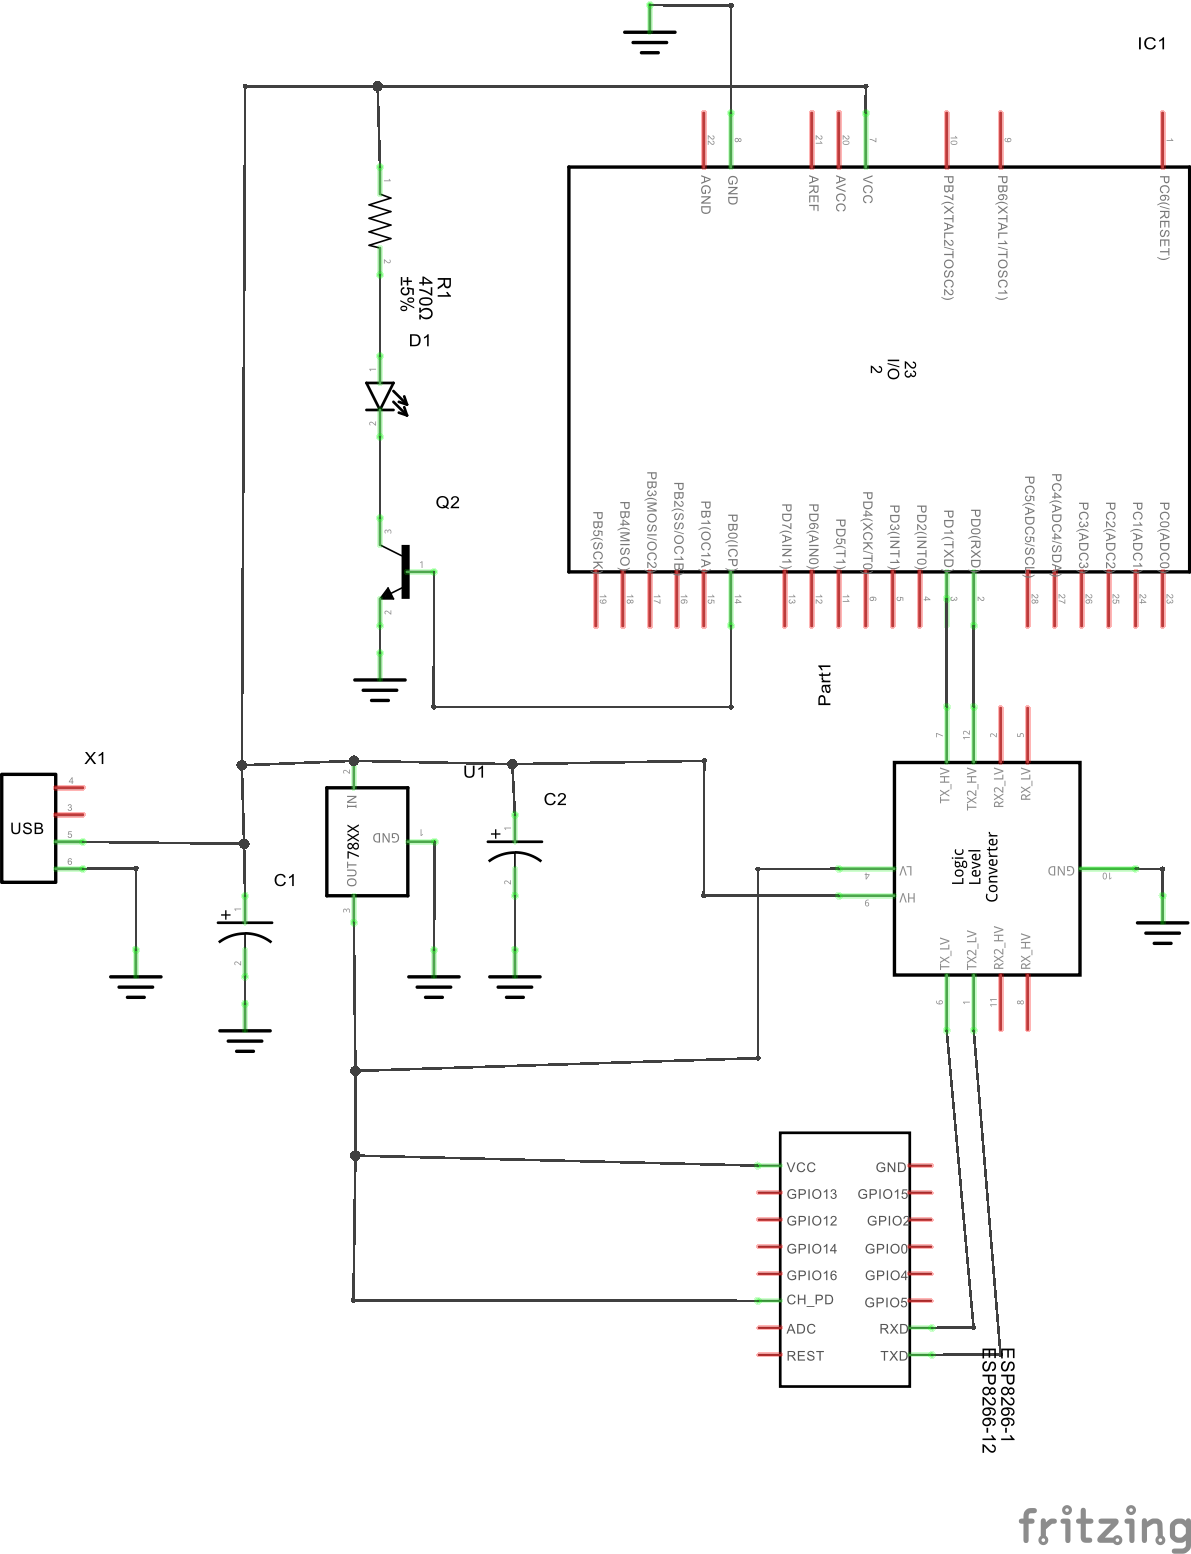 IC1
22
8
21
20
7
10
9
1
AGND
GND
AREF
AVCC
VCC
PB7(XTAL2/TOSC2)
PB6(XTAL1/TOSC1)
PC6(/RESET)
1
2
R1
470Ω
±5%
D1
1
2
23
I/O
2
Q2
3
1
2
PB5(SCK)
PB4(MISO)
PB3(MOSI/OC2)
PB2(SS/OC1B)
PB1(OC1A)
PB0(ICP)
PD7(AIN1)
PD6(AIN0)
PD5(T1)
PD4(XCK/T0)
PD3(INT1)
PD2(INT0)
PD1(TXD)
PD0(RXD)
PC5(ADC5/SCL)
PC4(ADC4/SDA)
PC3(ADC3)
PC2(ADC2)
PC1(ADC1)
PC0(ADC0)
19
18
17
16
15
14
13
12
11
6
5
4
3
2
28
27
26
25
24
23
Part1
7
12
2
5
TX_HV
TX2_HV
RX2_LV
RX_LV
Logic
Level
Converter
LV
4
HV
9
GND
10
TX_LV
TX2_LV
RX2_HV
RX_HV
6
1
11
8
X1
USB
4
3
5
6
C1
1
+
2
U1
2
IN
GND
1
XX87
OUT
3
C2
1
+
2
VCC
GND
GPIO13
GPIO15
GPIO12
GPIO2
GPIO14
GPIO0
GPIO16
GPIO4
CH_PD
GPIO5
ADC
RXD
REST
TXD
ESP8266-1
ESP8266-12
fritzing